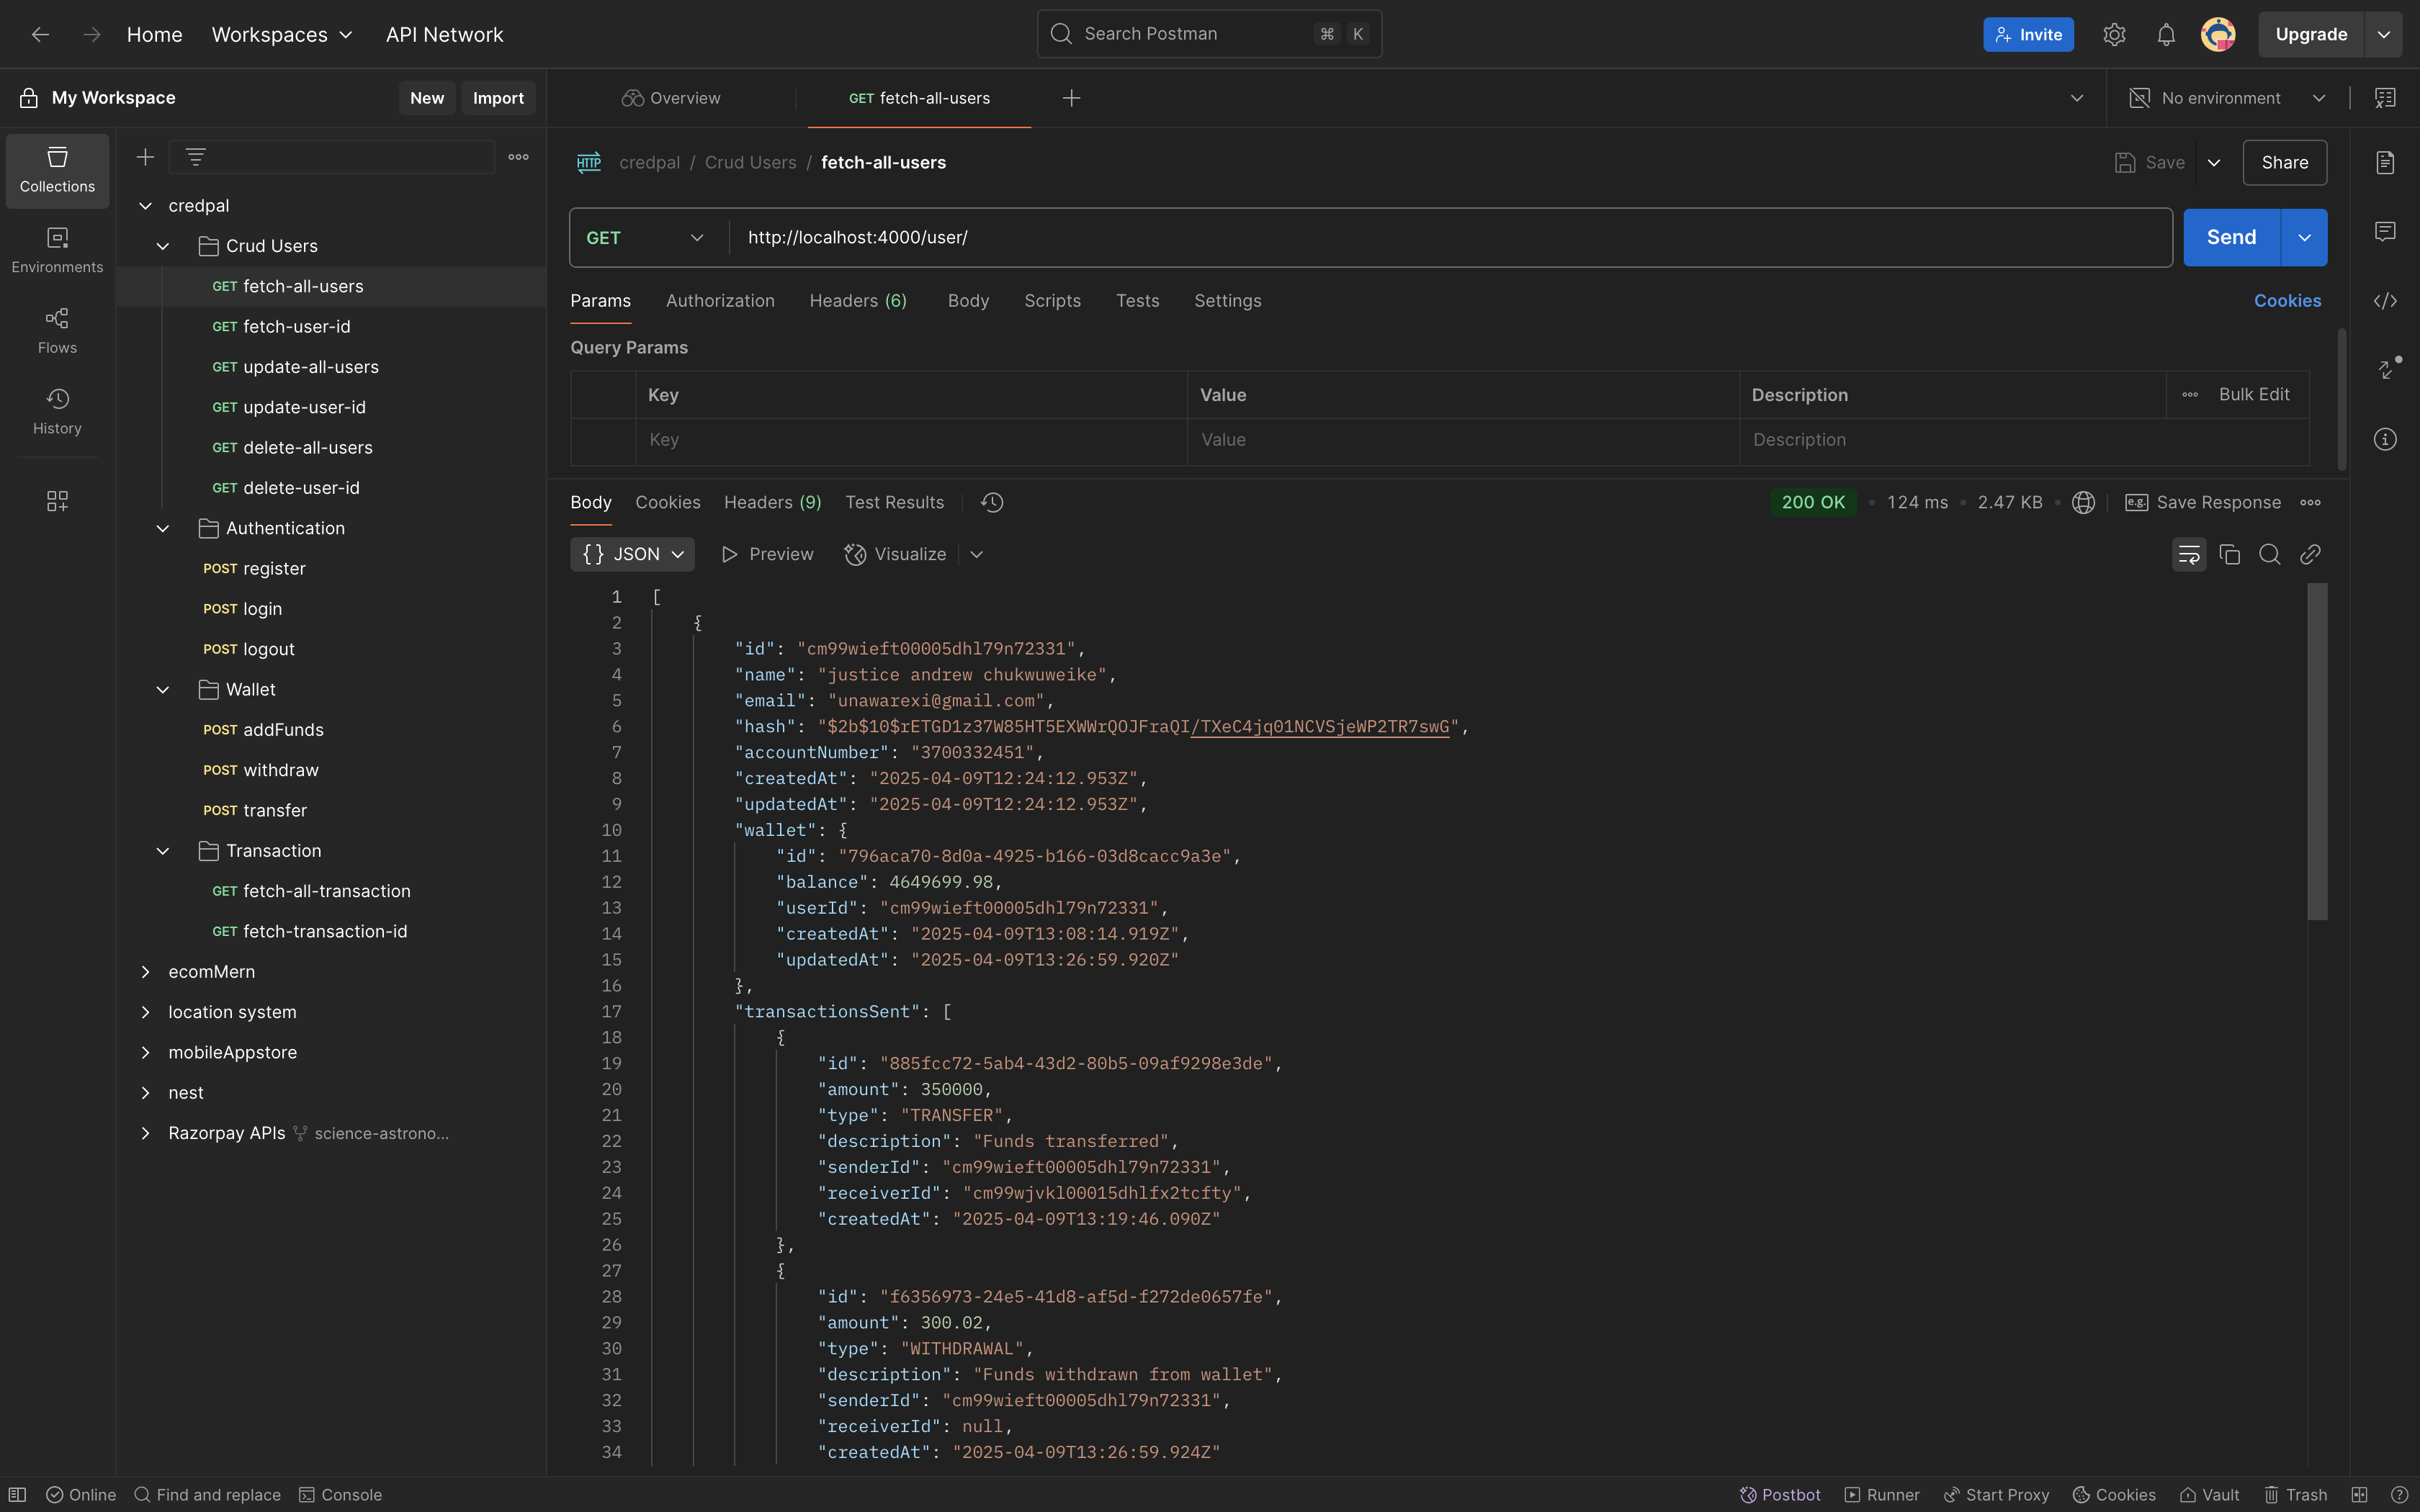 Home Workspaces API Network Search Postman ⌘ K Invite Upgrade
My Workspace New Import Overview GET fetch-all-users No environment
Collections
Environments
Flows
History
credpal
Crud Users
GET fetch-all-users
GET fetch-user-id
GET update-all-users
GET update-user-id
GET delete-all-users
GET delete-user-id
Authentication
POST register
POST login
POST logout
Wallet
POST addFunds
POST withdraw
POST transfer
Transaction
GET fetch-all-transaction
GET fetch-transaction-id
ecomMern
location system
mobileAppstore
nest
Razorpay APIs science-astrono...
HTTP credpal / Crud Users / fetch-all-users Save Share
GET http://localhost:4000/user/ Send
Params Authorization Headers (6) Body Scripts Tests Settings Cookies
Query Params
Key Value Description Bulk Edit
Key Value Description
Body Cookies Headers (9) Test Results 200 OK • 124 ms • 2.47 KB • e.g. Save Response
{} JSON Preview Visualize
1 [
2 {
3 "id": "cm99wieft00005dhl79n72331",
4 "name": "justice andrew chukwuweike",
5 "email": "unawarexi@gmail.com",
6 "hash": "$2b$10$rETGD1z37W85HT5EXWWrQOJFraQI/TXeC4jq01NCVSjeWP2TR7swG",
7 "accountNumber": "3700332451",
8 "createdAt": "2025-04-09T12:24:12.953Z",
9 "updatedAt": "2025-04-09T12:24:12.953Z",
10 "wallet": {
11 "id": "796aca70-8d0a-4925-b166-03d8cacc9a3e",
12 "balance": 4649699.98,
13 "userId": "cm99wieft00005dhl79n72331",
14 "createdAt": "2025-04-09T13:08:14.919Z",
15 "updatedAt": "2025-04-09T13:26:59.920Z"
16 },
17 "transactionsSent": [
18 {
19 "id": "885fcc72-5ab4-43d2-80b5-09af9298e3de",
20 "amount": 350000,
21 "type": "TRANSFER",
22 "description": "Funds transferred",
23 "senderId": "cm99wieft00005dhl79n72331",
24 "receiverId": "cm99wjvkl00015dhlfx2tcfty",
25 "createdAt": "2025-04-09T13:19:46.090Z"
26 },
27 {
28 "id": "f6356973-24e5-41d8-af5d-f272de0657fe",
29 "amount": 300.02,
30 "type": "WITHDRAWAL",
31 "description": "Funds withdrawn from wallet",
32 "senderId": "cm99wieft00005dhl79n72331",
33 "receiverId": null,
34 "createdAt": "2025-04-09T13:26:59.924Z"
Online Find and replace Console Postbot Runner Start Proxy Cookies Vault Trash